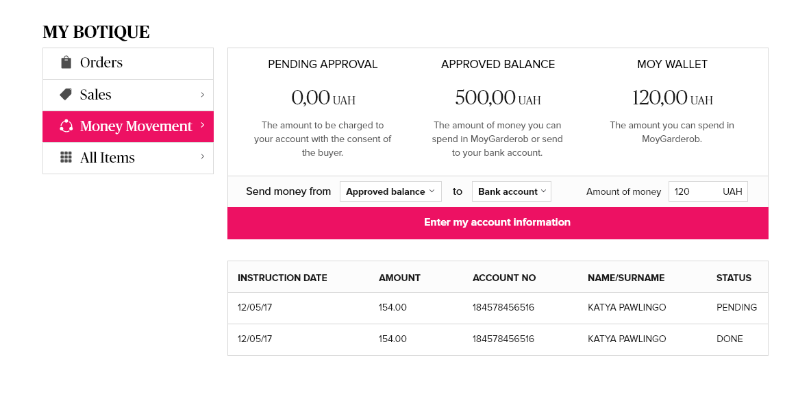 MY BOTIQUE
Orders
Sales
Money Movement
All Items
PENDING APPROVAL
0,00 UAH
The amount to be charged to
your account with the consent of
the buyer.
APPROVED BALANCE
500,00 UAH
The amount of money you can
spend in MoyGarderob or send
to your bank account.
MOY WALLET
120,00 UAH
The amount you can spend in
MoyGarderob.
Send money from Approved balance to Bank account Amount of money 120 UAH
Enter my account information
INSTRUCTION DATE AMOUNT ACCOUNT NO NAME/SURNAME STATUS
12/05/17 154.00 184578456516 KATYA PAWLINGO PENDING
12/05/17 154.00 184578456516 KATYA PAWLINGO DONE